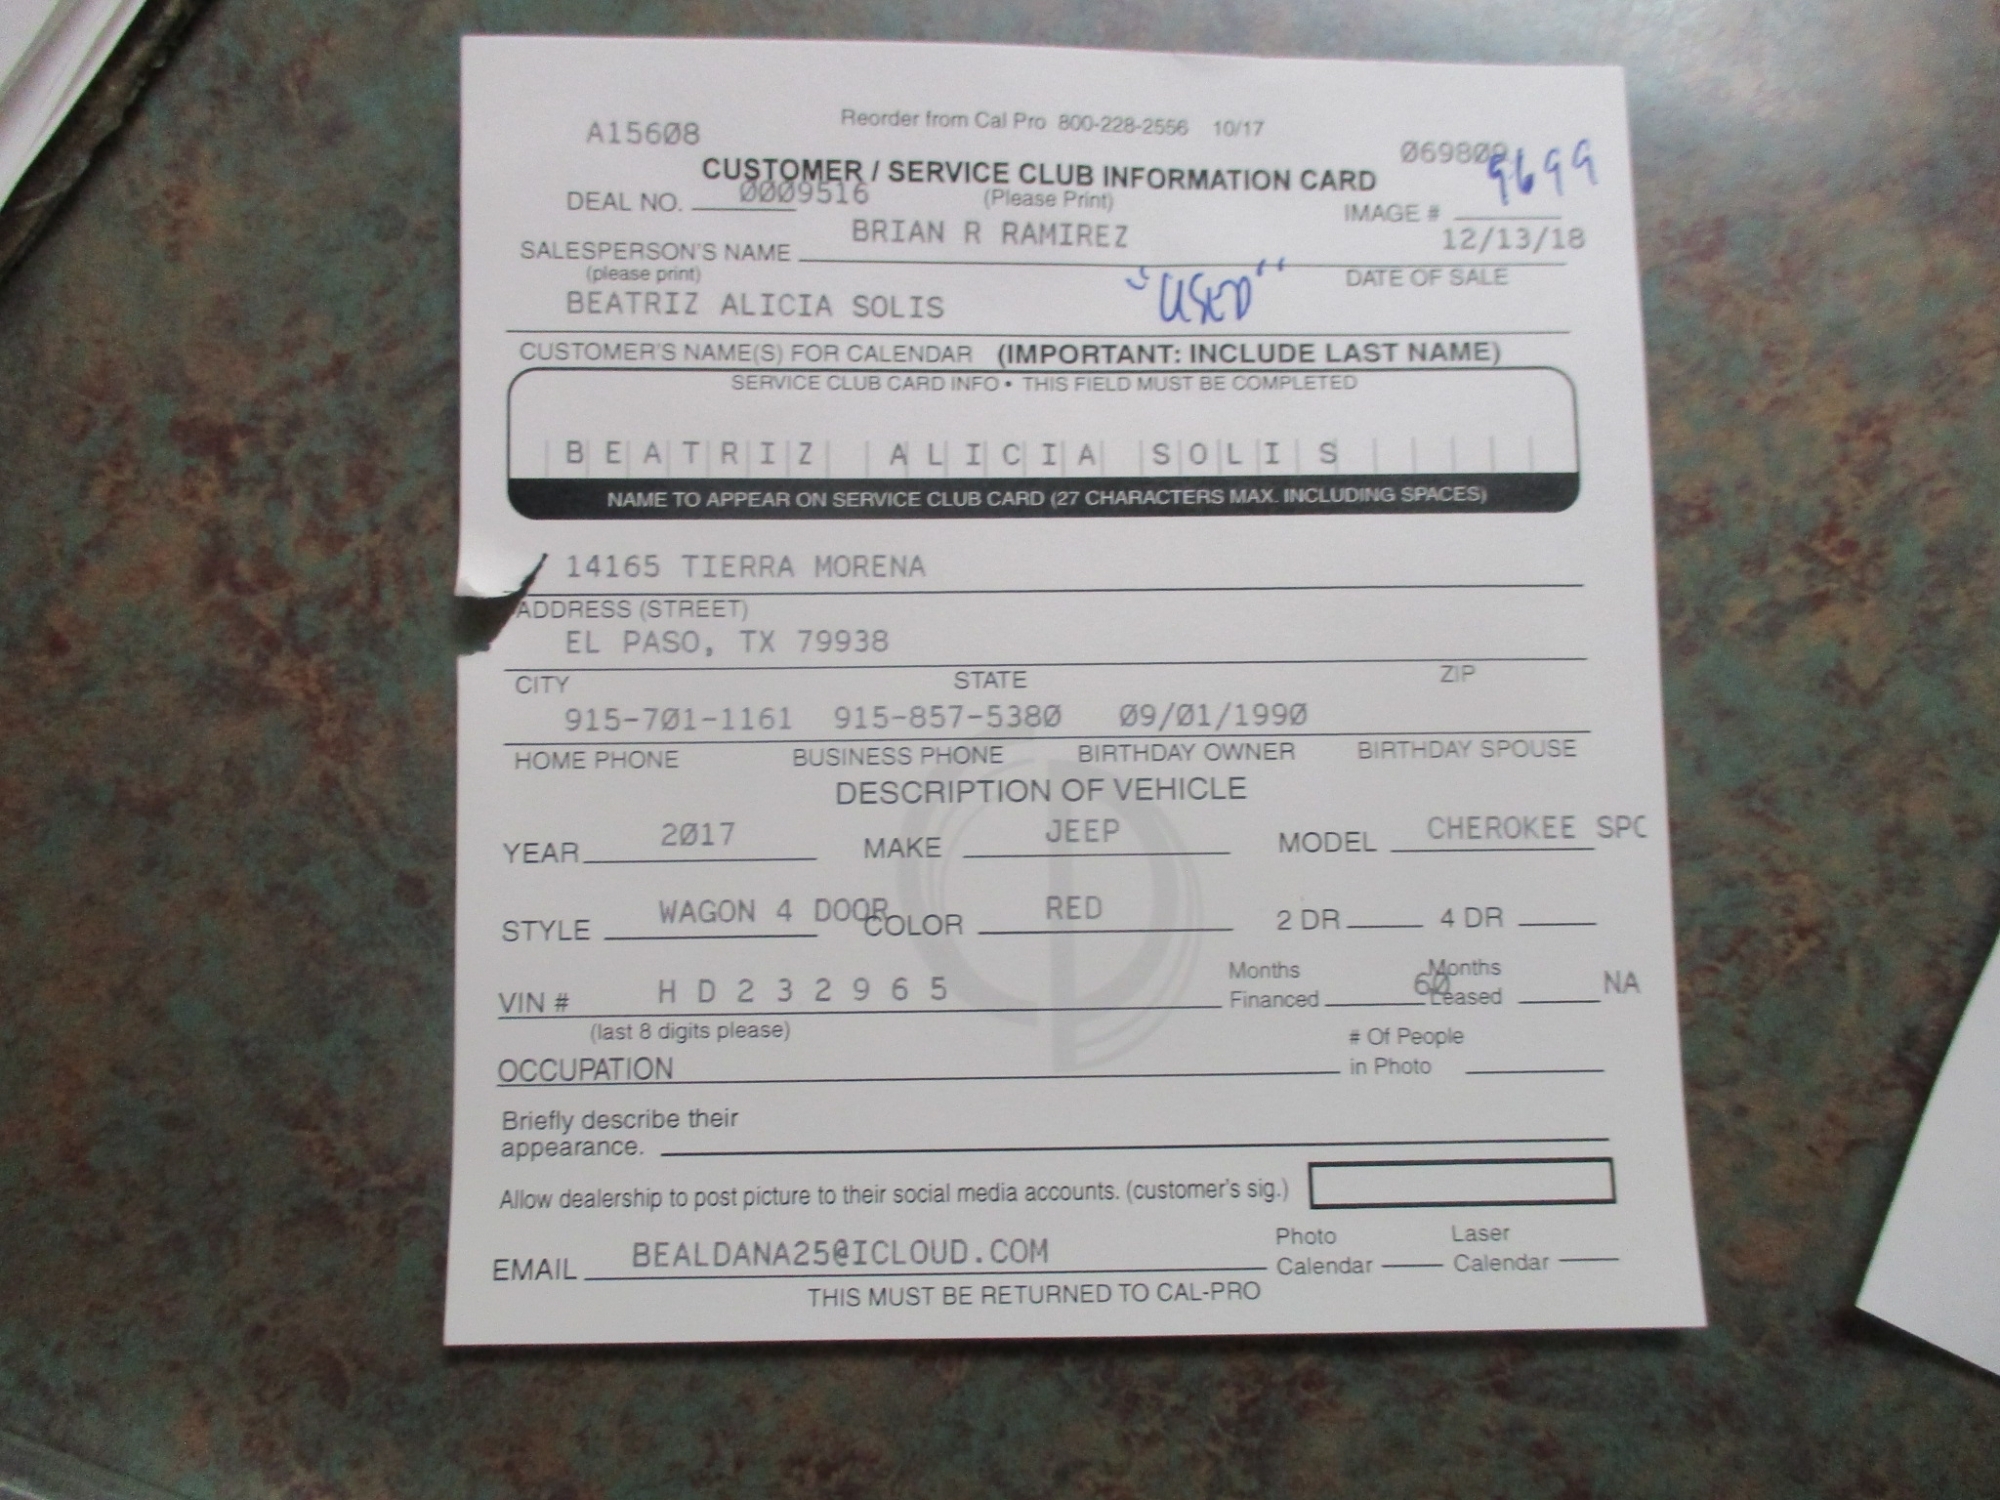 Reorder from Cal Pro 800-228-2556 10/17
A15608
CUSTOMER / SERVICE CLUB INFORMATION CARD
9699
DEAL NO. 0009516 (Please Print) IMAGE #
SALESPERSON'S NAME BRIAN R RAMIREZ 12/13/18
(please print) DATE OF SALE
BEATRIZ ALICIA SOLIS "USED"
CUSTOMER'S NAME(S) FOR CALENDAR (IMPORTANT: INCLUDE LAST NAME)
SERVICE CLUB CARD INFO • THIS FIELD MUST BE COMPLETED
BEATRIZ ALICIA SOLIS
NAME TO APPEAR ON SERVICE CLUB CARD (27 CHARACTERS MAX. INCLUDING SPACES)
14165 TIERRA MORENA
ADDRESS (STREET)
EL PASO, TX 79938
CITY STATE ZIP
915-701-1161 915-857-5380 09/01/1990
HOME PHONE BUSINESS PHONE BIRTHDAY OWNER BIRTHDAY SPOUSE
DESCRIPTION OF VEHICLE
YEAR 2017 MAKE JEEP MODEL CHEROKEE SPO
STYLE WAGON 4 DOOR COLOR RED 2 DR 4 DR
VIN # H D 2 3 2 9 6 5 Months Financed 60 Months Leased NA
(last 8 digits please)
OCCUPATION # Of People in Photo
Briefly describe their
appearance.
Allow dealership to post picture to their social media accounts. (customer's sig.)
EMAIL BEALDANA25@ICLOUD.COM Photo Calendar Laser Calendar
THIS MUST BE RETURNED TO CAL-PRO